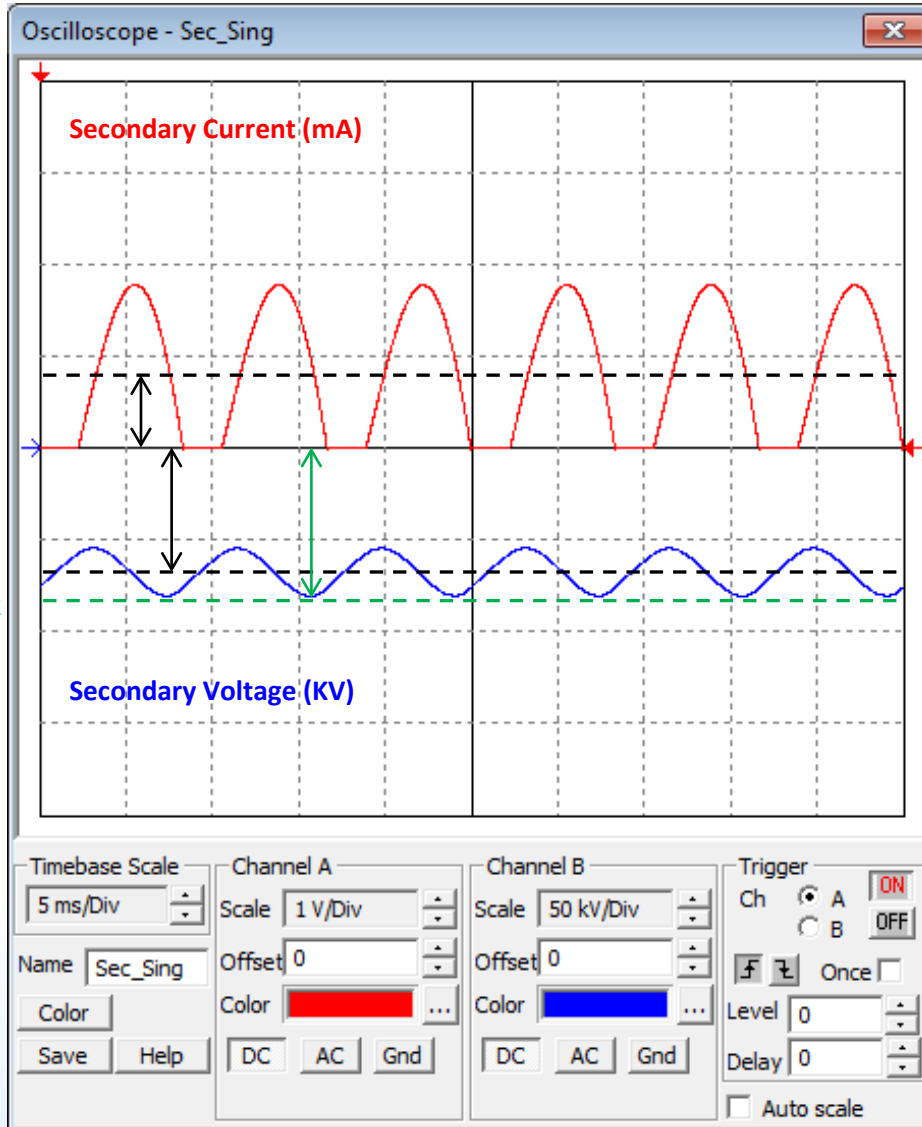 Oscilloscope - Sec_Sing
Secondary Current (mA)
Secondary Voltage (KV)
Timebase Scale
5 ms/Div
Name Sec_Sing
Color
Save Help
Channel A
Scale 1 V/Div
Offset 0
Color ...
DC AC Gnd
Channel B
Scale 50 kV/Div
Offset 0
Color ...
DC AC Gnd
Trigger
Ch A ON
B OFF
Once
Level 0
Delay 0
Auto scale